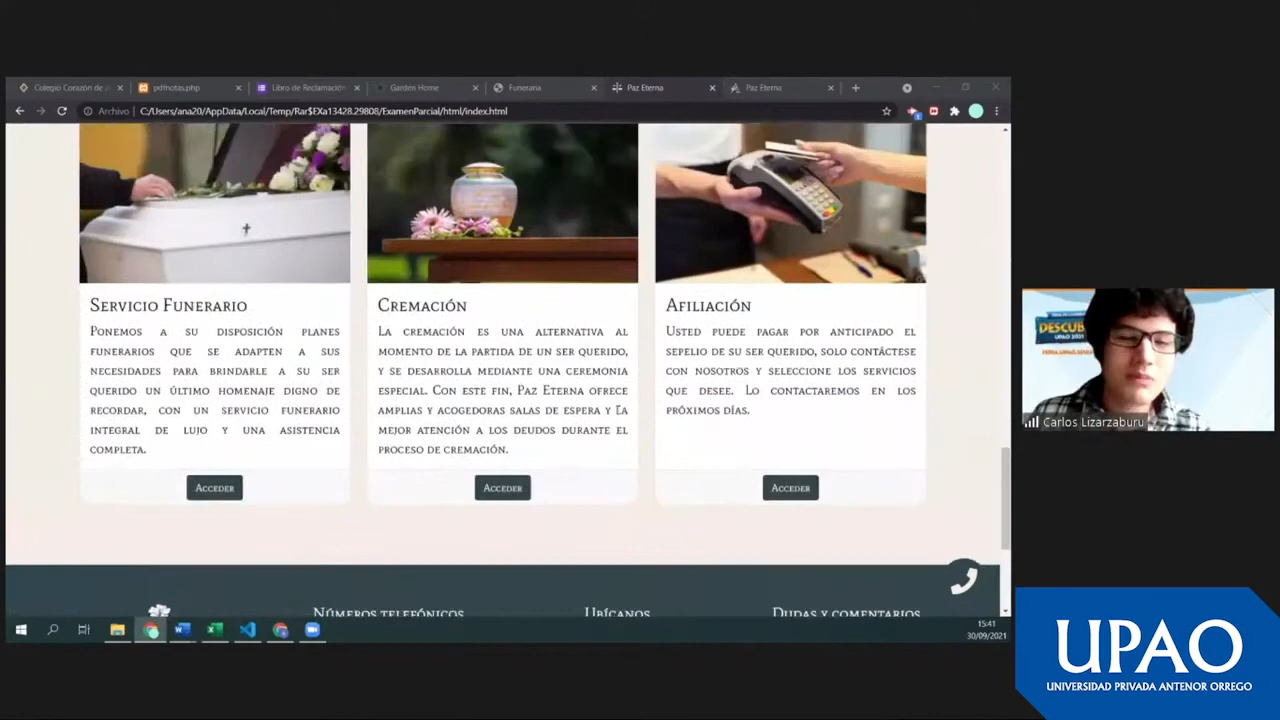 Colegio Corazón de
pdfnotas.php
Libro de Reclamación
Garden Home
Funeraria
Paz Eterna
Paz Eterna
Archivo
C:/Users/ana20/AppData/Local/Temp/Rar$EXa13428.29808/ExamenParcial/html/index.html
Servicio Funerario
Ponemos a su disposición planes
funerarios que se adapten a sus
necesidades para brindarle a su ser
querido un último homenaje digno de
recordar, con un servicio funerario
integral de lujo y una asistencia
completa.
Acceder
Cremación
La cremación es una alternativa al
momento de la partida de un ser querido,
y se desarrolla mediante una ceremonia
especial. Con este fin, Paz Eterna ofrece
amplias y acogedoras salas de espera y la
mejor atención a los deudos durante el
proceso de cremación.
Acceder
Afiliación
Usted puede pagar por anticipado el
sepelio de su ser querido, solo contáctese
con nosotros y seleccione los servicios
que desee. Lo contactaremos en los
próximos días.
Acceder
Números telefónicos
Ubícanos
Dudas y comentarios
15:41
30/09/2021
DESCUB
UPAO 2021
Carlos Lizarzaburu
UPAO
UNIVERSIDAD PRIVADA ANTENOR ORREGO